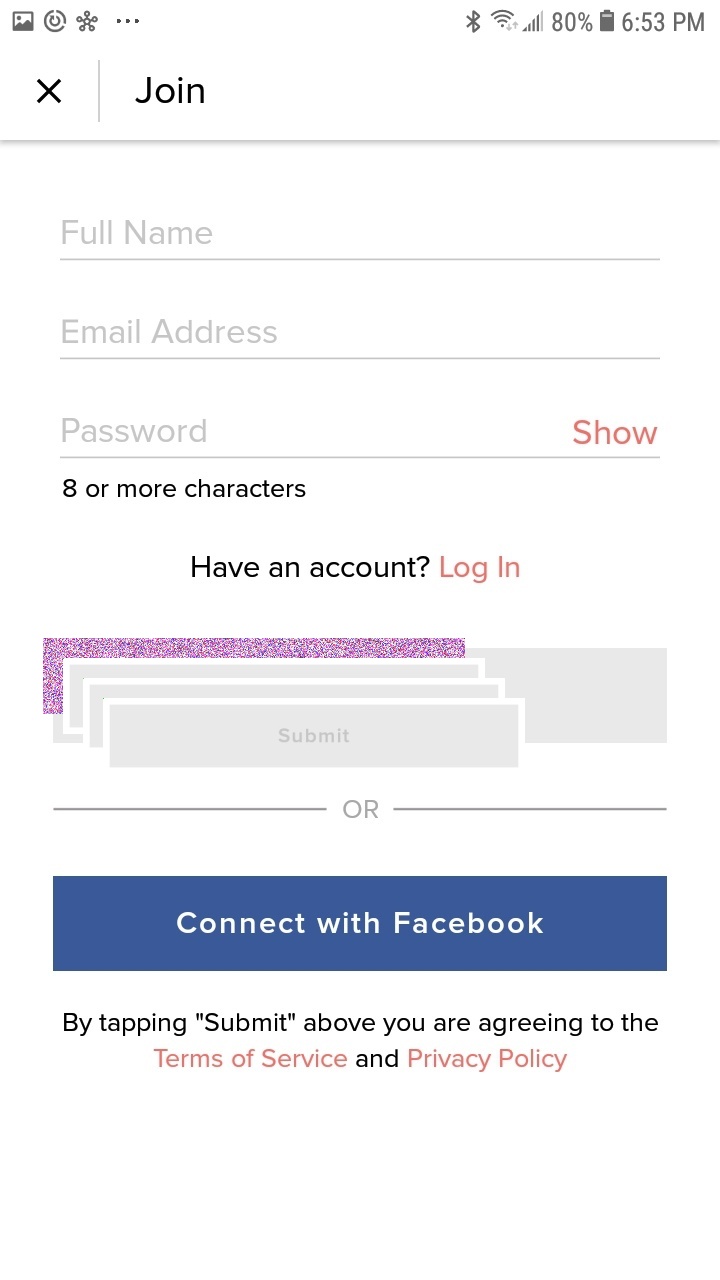 80% 6:53 PM
Join
Full Name
Email Address
Password Show
8 or more characters
Have an account? Log In
Submit
OR
Connect with Facebook
By tapping "Submit" above you are agreeing to the
Terms of Service and Privacy Policy